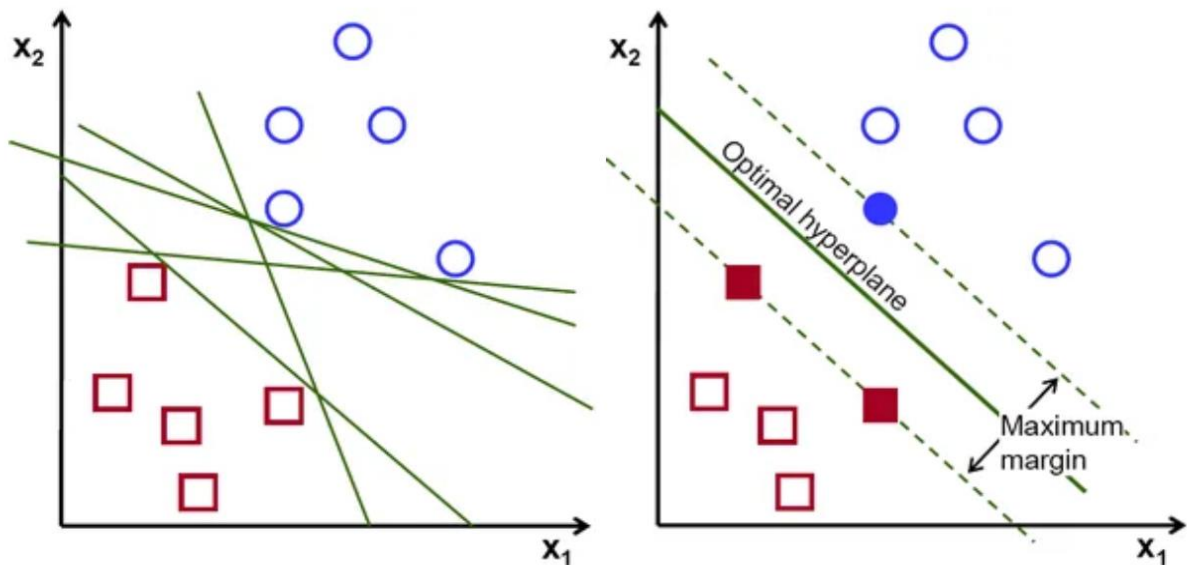 x₂
x₁
x₂
Optimal hyperplane
Maximum
margin
x₁